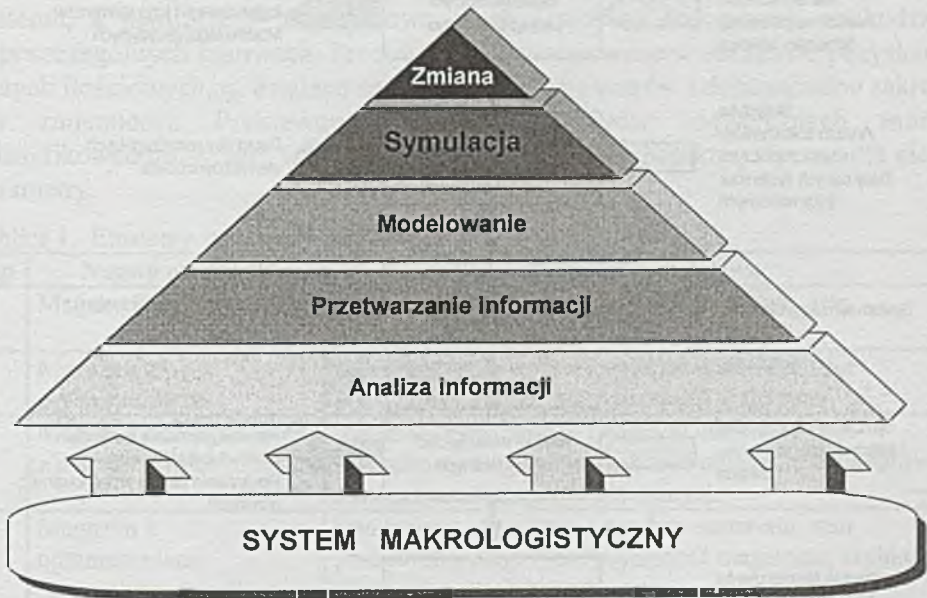 Zmiana
Symulacja
Modelowanie
Przetwarzanie informacji
Analiza informacji
SYSTEM MAKROLOGISTYCZNY